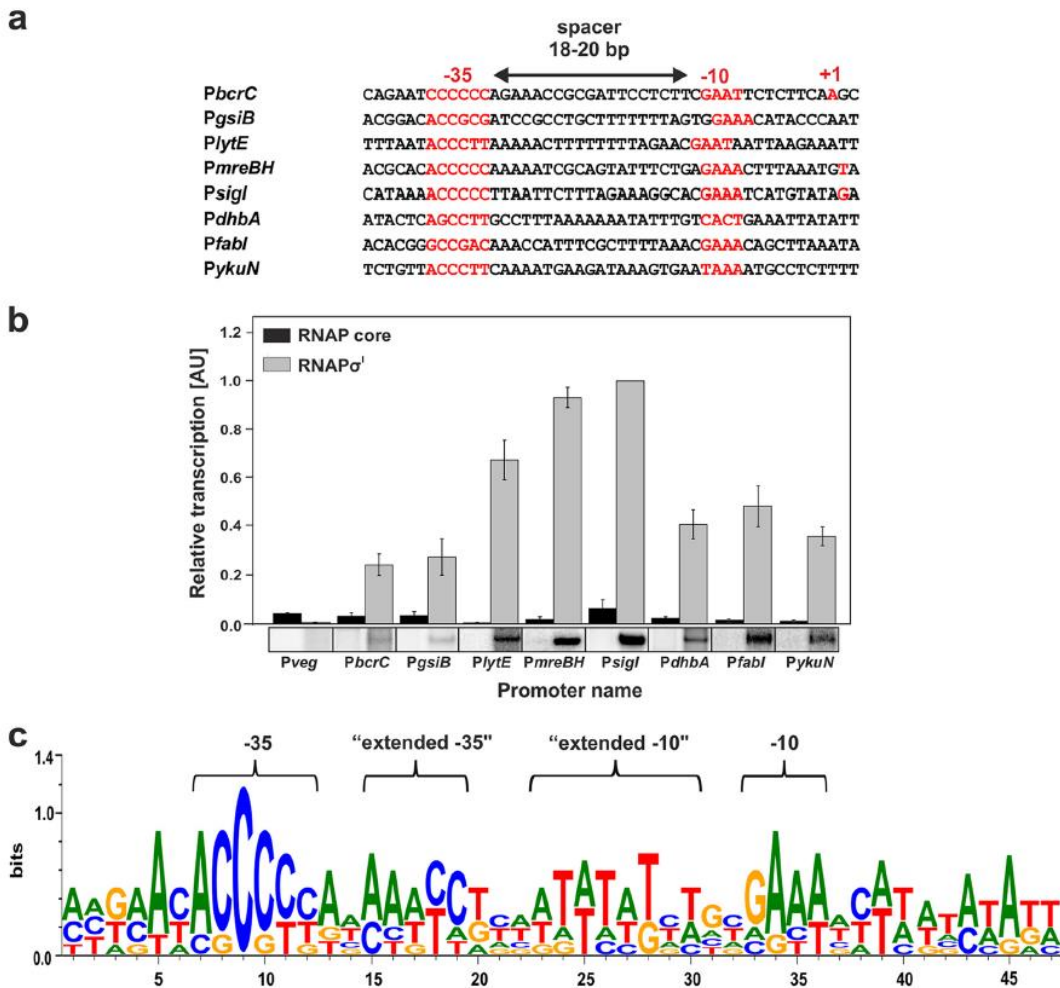 a
spacer
18-20 bp
-35 -10 +1
PbcrC CAGAATCCCCCCAGAAACCGCGATTCCTCTTCGAATTCTCTTCAAGC
PgsiB ACGGACACCGCGATCCGCCTGCTTTTTTTAGTGGAAACATACCCAAT
PlytE TTTAATACCCTTAAAAACTTTTTTTTAGAACGAATAATTAAGAAATT
PmreBH ACGCACACCCCCAAAAATCGCAGTATTTCTGAGAAACTTTAAATGTA
PsigI CATAAAACCCCCTTAATTCTTTAGAAAGGCACGAAATCATGTATAGA
PdhbA ATACTCAGCCTTGCCTTTAAAAAAATATTTGTCACTGAAATTATATT
PfabI ACACGGGCCGACAAACCATTTCGCTTTTAAACGAAACAGCTTAAATA
PykuN TCTGTTACCCTTCAAAATGAAGATAAAGTGAATAAAATGCCTCTTTT
b
Relative transcription [AU]
1.2
1.0
0.8
0.6
0.4
0.2
0.0
RNAP core
RNAPσᴵ
Pveg PbcrC PgsiB PlytE PmreBH PsigI PdhbA PfabI PykuN
Promoter name
c
-35 "extended -35" "extended -10" -10
bits
1.4
1.0
0.0
5 10 15 20 25 30 35 40 45